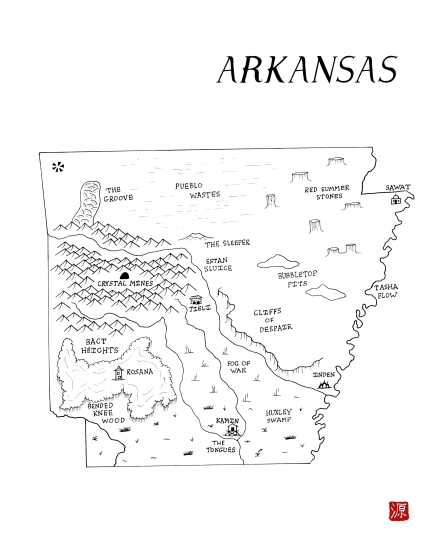 ARKANSAS
SAWAT
THE
GROOVE
PUEBLO
WASTES
RED SUMMER
STONES
THE SLEEPER
ESTAN
SLUICE
BUBBLETOP
PITS
CRYSTAL MINES
TASHA
FLOW
TIELI
CLIFFS
OF
DESPAIR
BACT
HEIGHTS
ROSANA
FOG OF
WAR
INDEN
BENDED
KNEE
WOOD
KAMIN
HUXLEY
SWAMP
THE
TONGUES
源